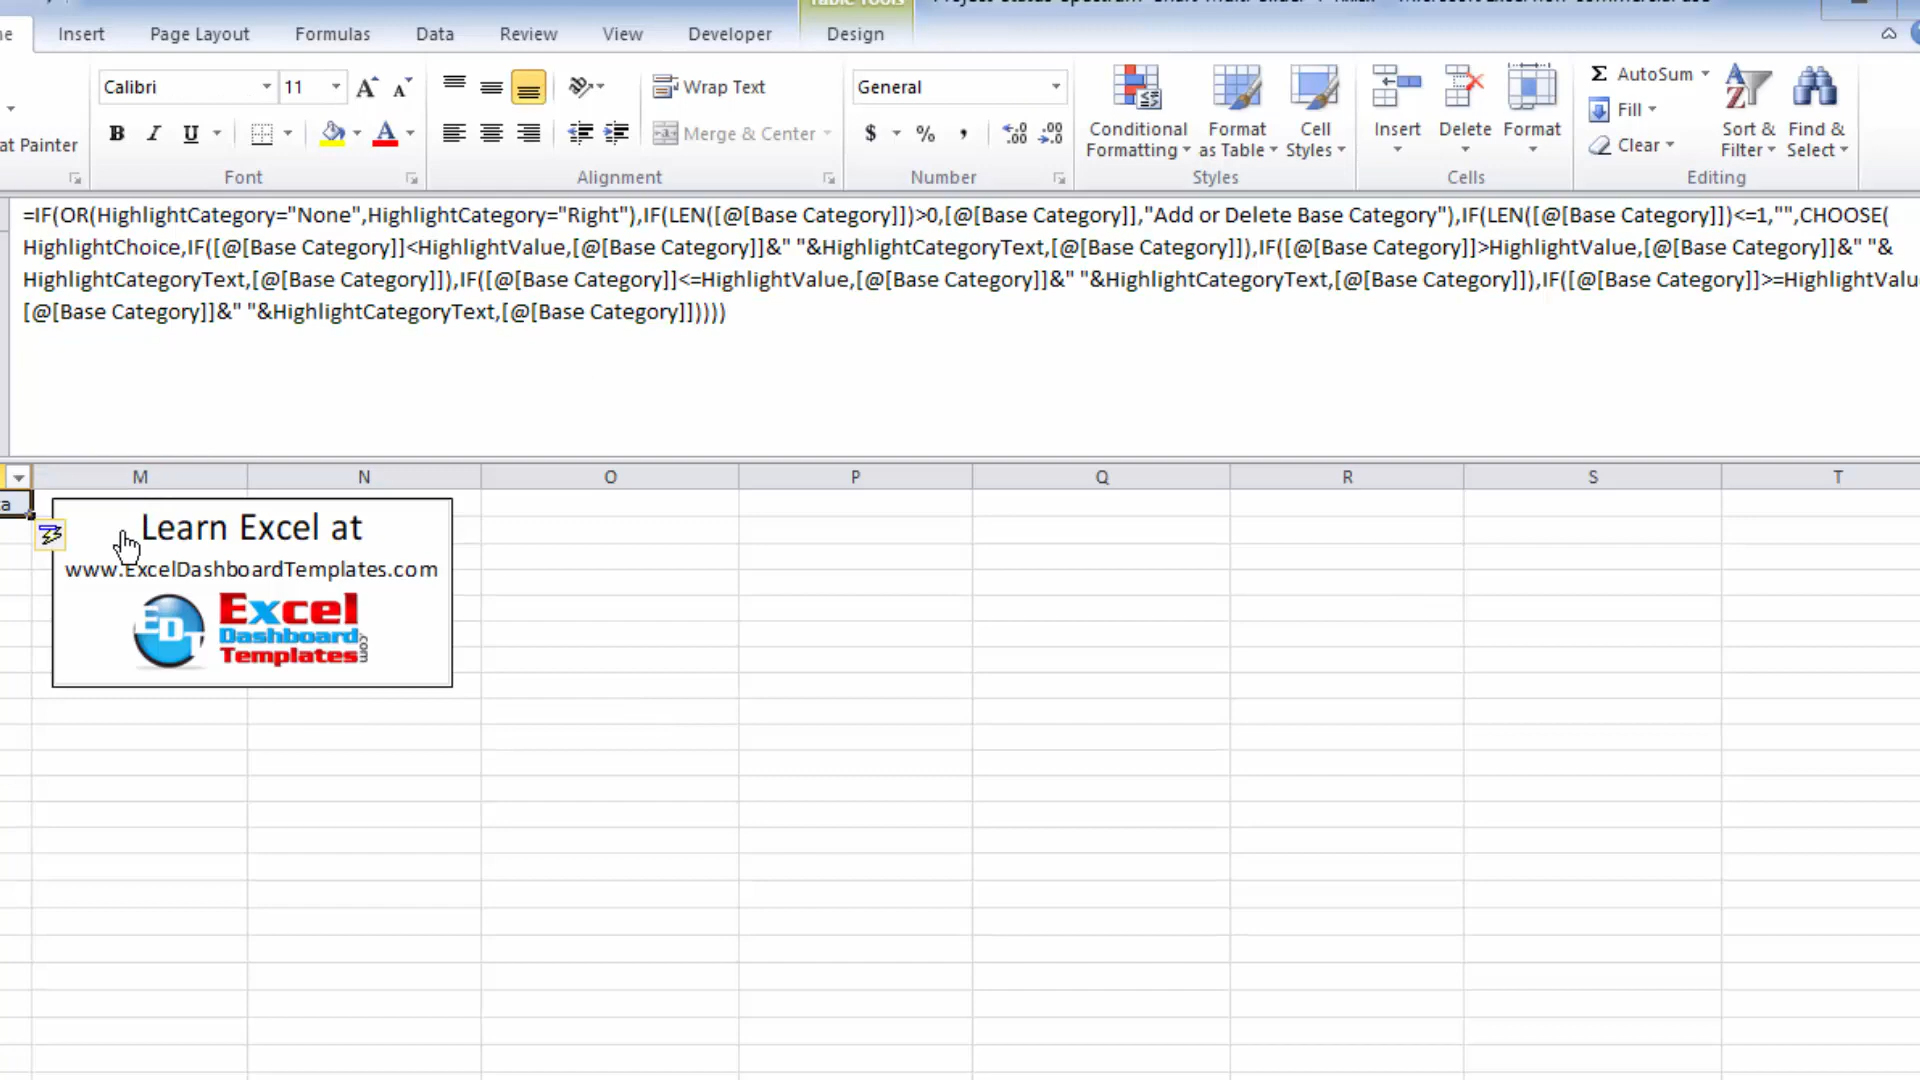 Insert Page Layout Formulas Data Review View Developer Design
Calibri 11 Wrap Text General AutoSum
Fill
at Painter B I U Merge & Center $ % , Conditional Formatting Format as Table Cell Styles Insert Delete Format Clear Sort & Filter Find & Select
Font Alignment Number Styles Cells Editing
=IF(OR(HighlightCategory="None",HighlightCategory="Right"),IF(LEN([@[Base Category]])>0,[@[Base Category]],"Add or Delete Base Category"),IF(LEN([@[Base Category]])<=1,"",CHOOSE(
HighlightChoice,IF([@[Base Category]]<HighlightValue,[@[Base Category]]&" "&HighlightCategoryText,[@[Base Category]]),IF([@[Base Category]]>HighlightValue,[@[Base Category]]&" "&
HighlightCategoryText,[@[Base Category]]),IF([@[Base Category]]<=HighlightValue,[@[Base Category]]&" "&HighlightCategoryText,[@[Base Category]]),IF([@[Base Category]]>=HighlightValu
[@[Base Category]]&" "&HighlightCategoryText,[@[Base Category]]))))
M N O P Q R S T
Learn Excel at
www.ExcelDashboardTemplates.com
EDT
Excel
Dashboard
Templates
.com